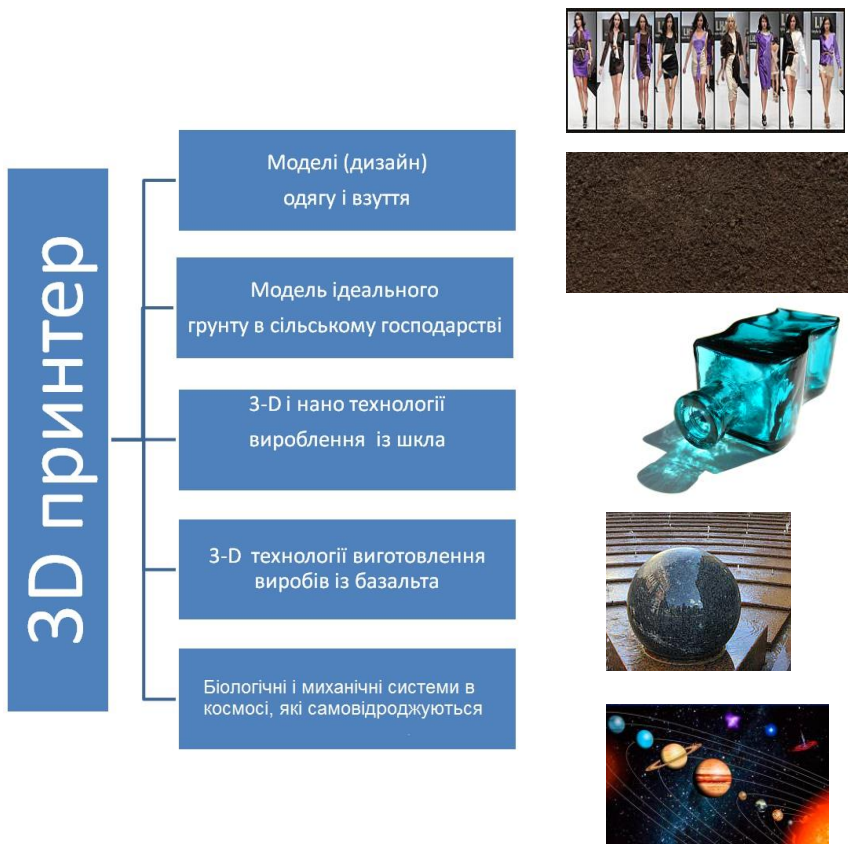 3D принтер
Моделі (дизайн)
одягу і взуття
Модель ідеального
грунту в сільському господарстві
3-D і нано технології
вироблення із шкла
3-D технології виготовлення
виробів із базальта
Біологічні і миханічні системи в
космосі, які самовідроджуються